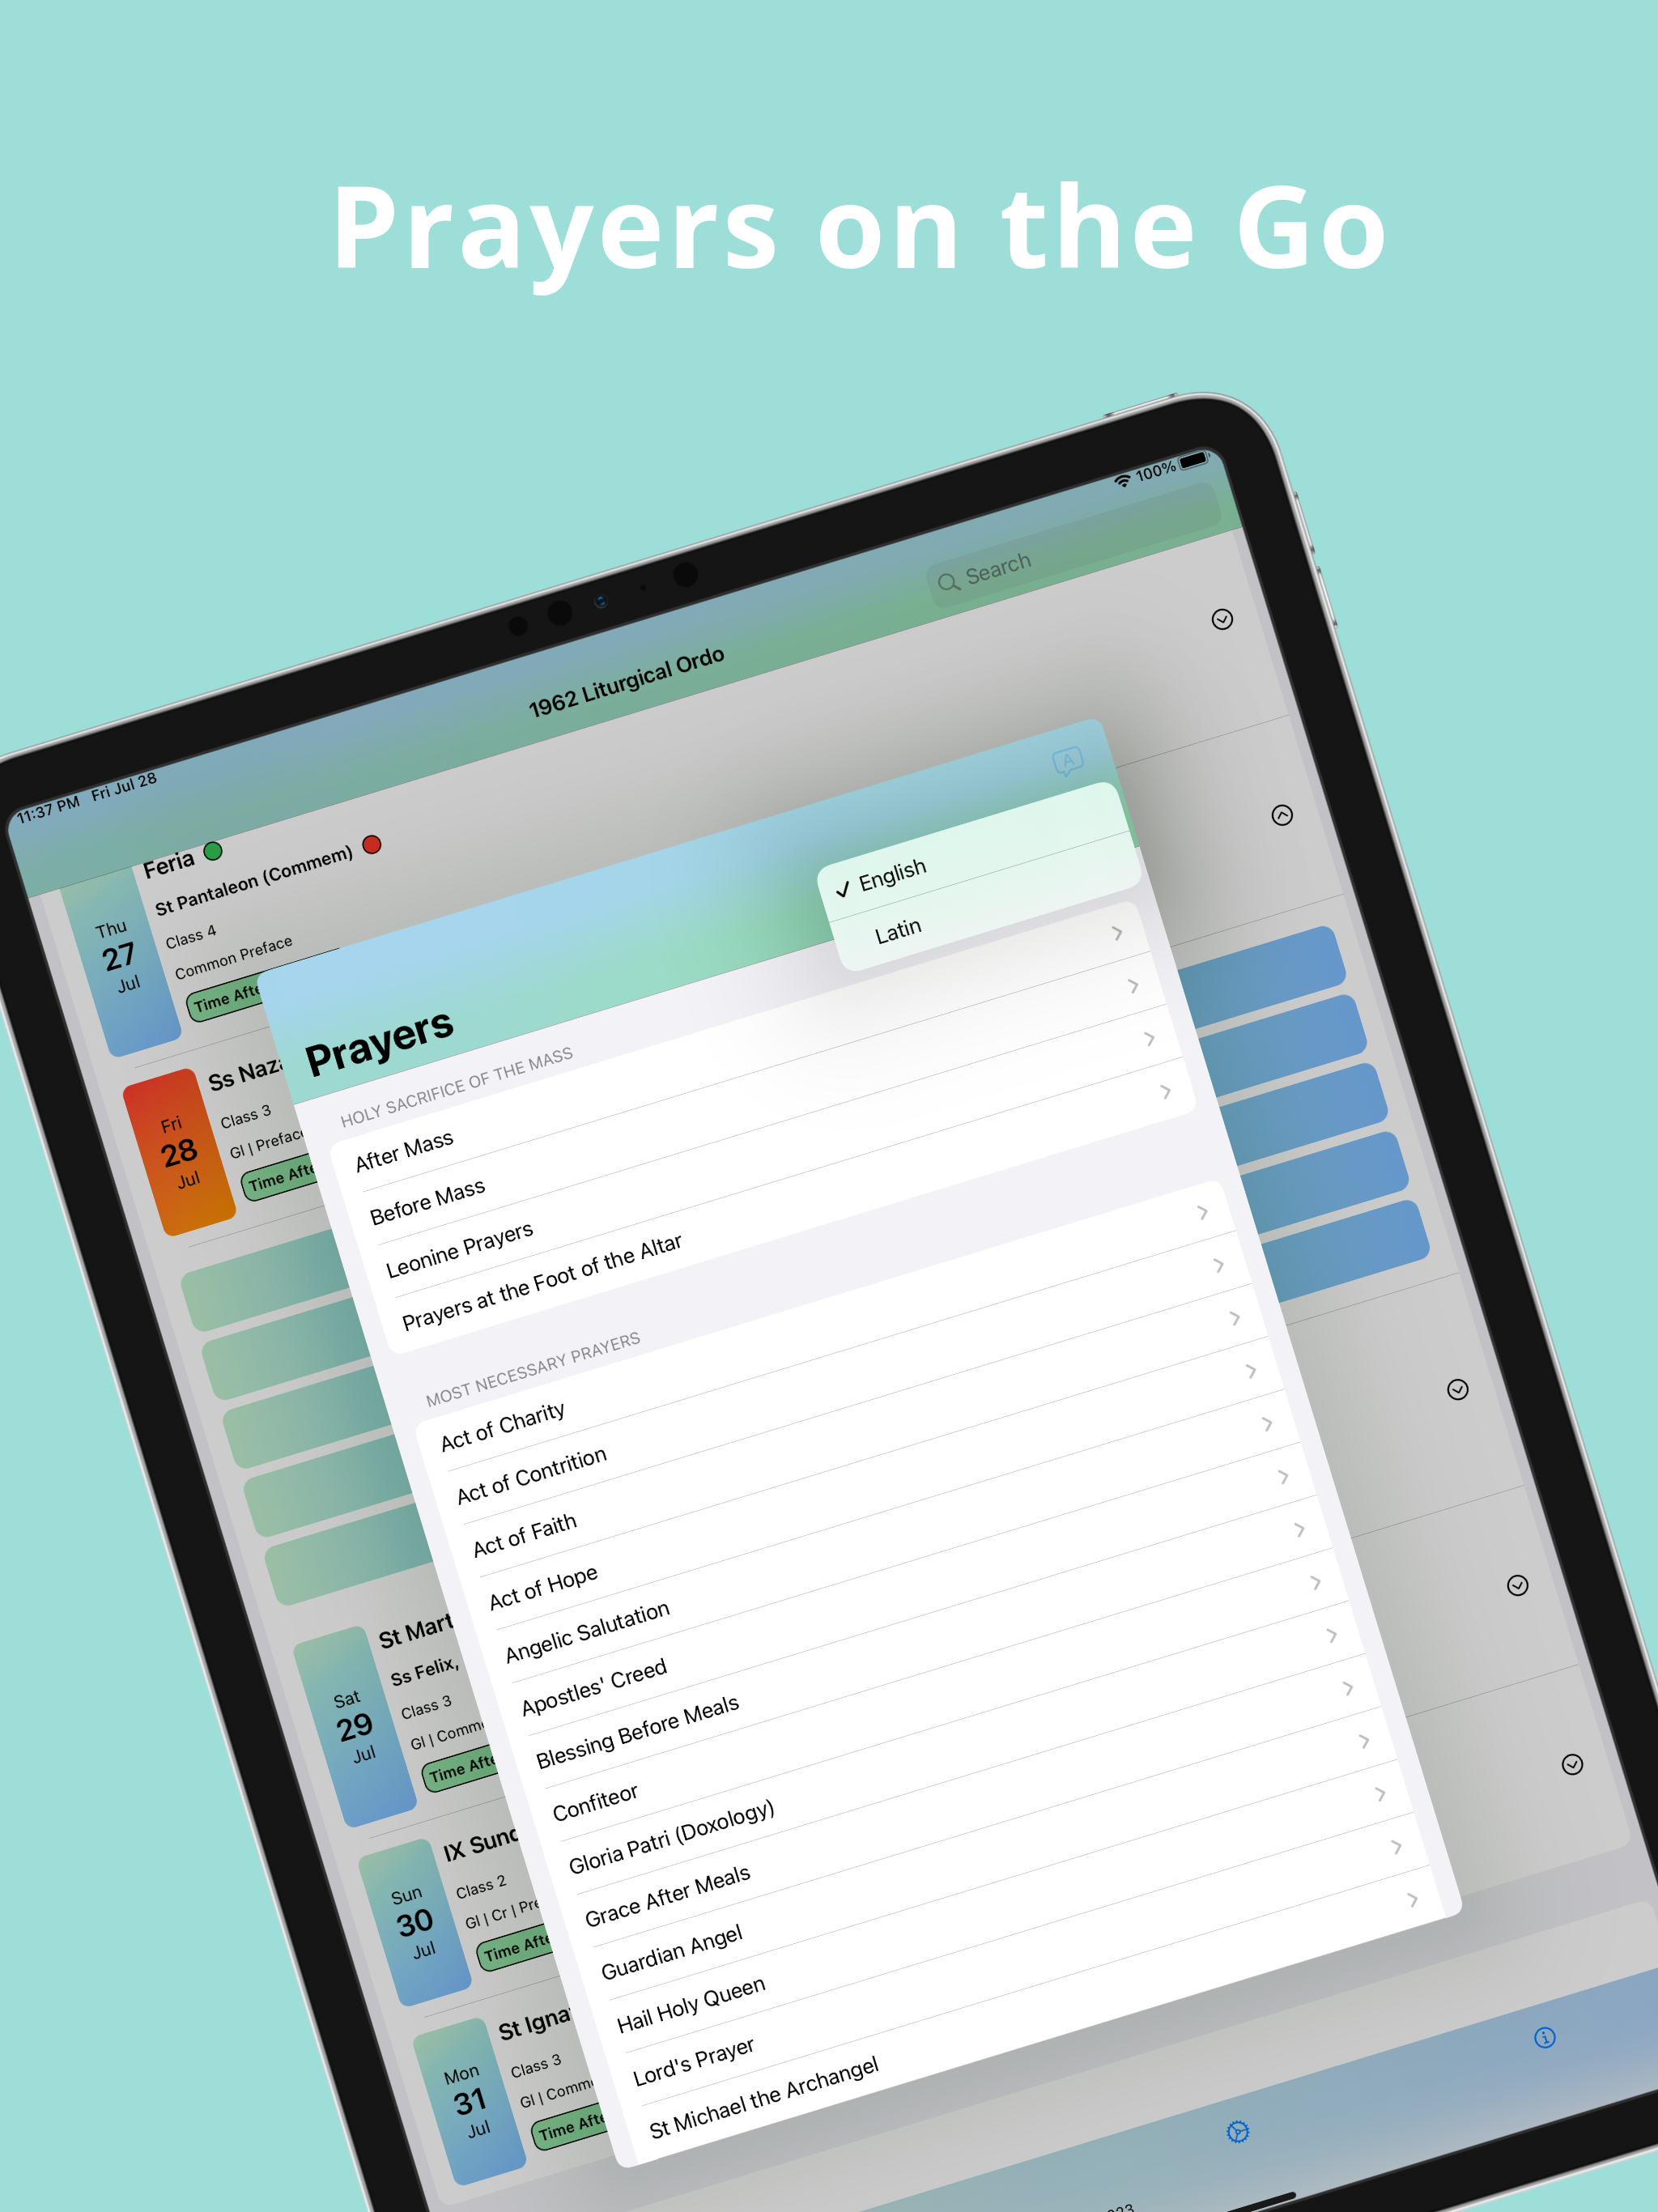 Prayers on the Go
11:37 PM Fri Jul 28
100%
Search
1962 Liturgical Ordo
Thu
27
Jul
Feria
St Pantaleon (Commem)
Class 4
Common Preface
Time Afte
Fri
28
Jul
Ss Naza
Class 3
Gl | Preface
Time Afte
Sat
29
Jul
St Mart
Ss Felix,
Class 3
Gl | Commo
Time Afte
Sun
30
Jul
IX Sund
Class 2
Gl | Cr | Pre
Time Afte
Mon
31
Jul
St Igna
Class 3
Gl | Commo
Time Afte
A
English
Latin
Prayers
HOLY SACRIFICE OF THE MASS
After Mass
Before Mass
Leonine Prayers
Prayers at the Foot of the Altar
MOST NECESSARY PRAYERS
Act of Charity
Act of Contrition
Act of Faith
Act of Hope
Angelic Salutation
Apostles' Creed
Blessing Before Meals
Confiteor
Gloria Patri (Doxology)
Grace After Meals
Guardian Angel
Hail Holy Queen
Lord's Prayer
St Michael the Archangel